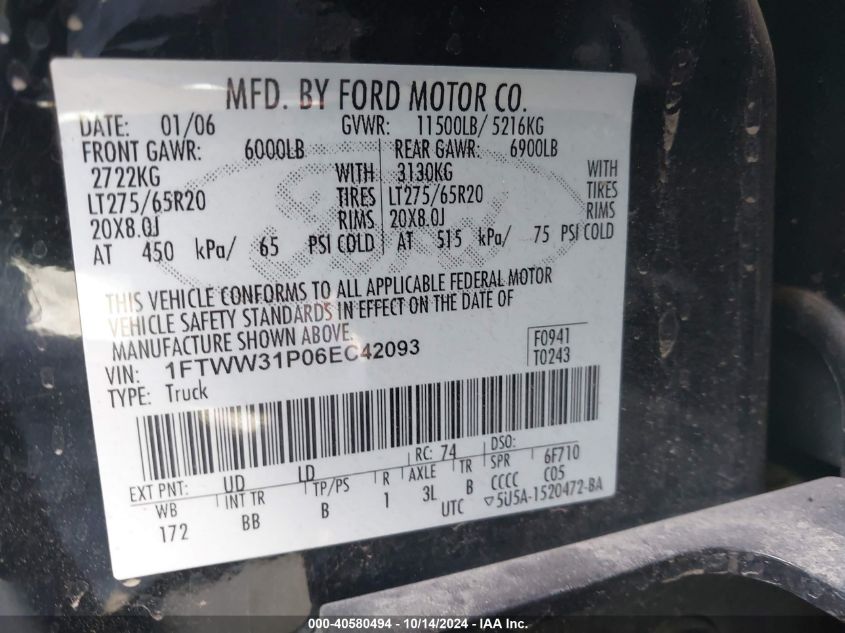 MFD. BY FORD MOTOR CO.
DATE: 01/06 GVWR: 11500LB/ 5216KG
FRONT GAWR: 6000LB REAR GAWR: 6900LB
2722KG WITH 3130KG WITH
LT275/65R20 TIRES LT275/65R20 TIRES
20X8.0J RIMS 20X8.0J RIMS
AT 450 kPa/ 65 PSI COLD AT 515 kPa/ 75 PSI COLD
THIS VEHICLE CONFORMS TO ALL APPLICABLE FEDERAL MOTOR
VEHICLE SAFETY STANDARDS IN EFFECT ON THE DATE OF
MANUFACTURE SHOWN ABOVE.
VIN: 1FTWW31P06EC42093 F0941
TYPE: Truck T0243
EXT PNT: UD LD RC: 74 DSO:
WB INT TR TP/PS R AXLE TR SPR 6F710
172 BB B 1 3L B CCCC C05
UTC ▽5U5A-1520472-BA
000-40580494 - 10/14/2024 - IAA Inc.